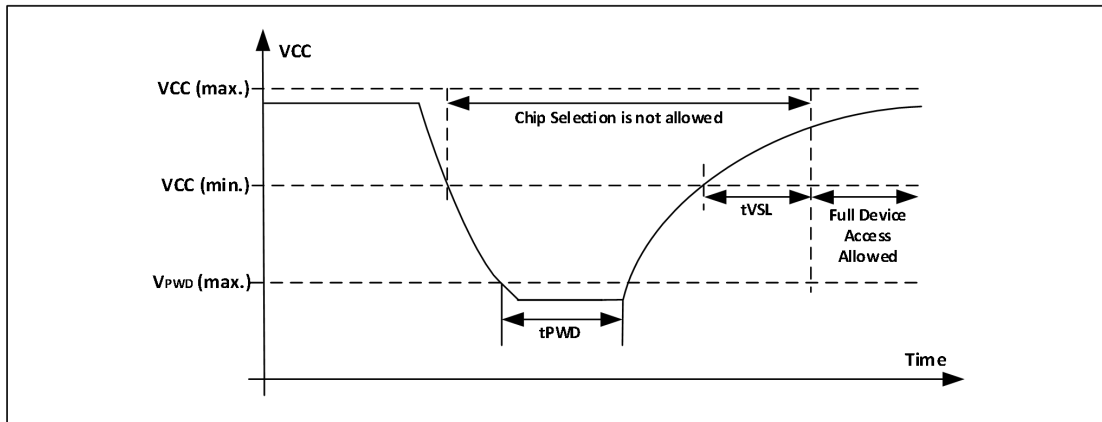 VCC
VCC (max.)
Chip Selection is not allowed
VCC (min.)
tVSL
Full Device
Access
Allowed
VPWD (max.)
tPWD
Time